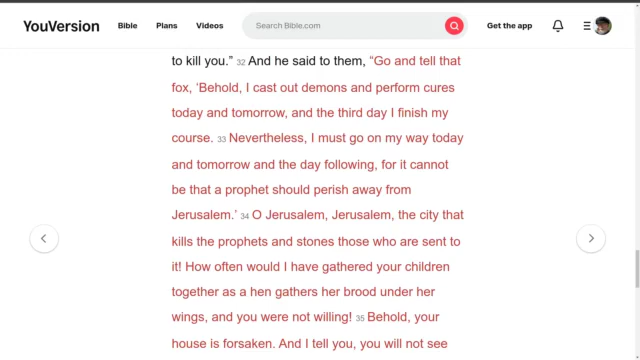 YouVersion
Bible
Plans
Videos
Search Bible.com
Get the app
to kill you.” 32 And he said to them, “Go and tell that
fox, ‘Behold, I cast out demons and perform cures
today and tomorrow, and the third day I finish my
course. 33 Nevertheless, I must go on my way today
and tomorrow and the day following, for it cannot
be that a prophet should perish away from
Jerusalem.’ 34 O Jerusalem, Jerusalem, the city that
kills the prophets and stones those who are sent to
it! How often would I have gathered your children
together as a hen gathers her brood under her
wings, and you were not willing! 35 Behold, your
house is forsaken. And I tell you, you will not see